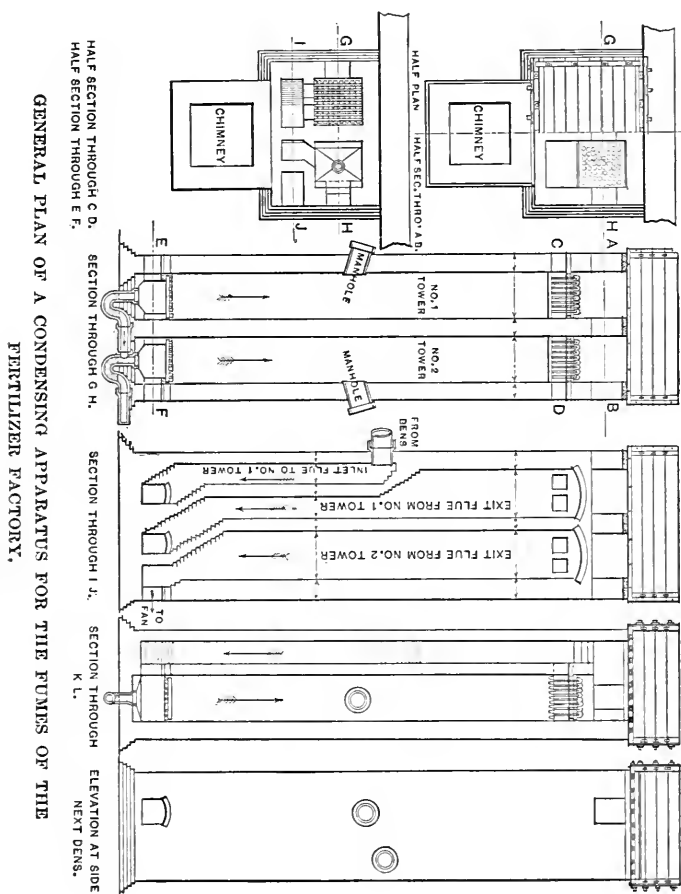 HALF PLAN
HALF SEC. THRO' A B.
G
H
A
CHIMNEY
G
I
H
J
CHIMNEY
HALF SECTION THROUGH C D.
HALF SECTION THROUGH E F.
A
B
C
D
NO.1
TOWER
NO.2
TOWER
MANHOLE
MANHOLE
E
F
SECTION THROUGH G H.
FROM
DENS
INLET FLUE TO NO.1 TOWER
EXIT FLUE FROM NO.1 TOWER
EXIT FLUE FROM NO.2 TOWER
TO
FAN
SECTION THROUGH I J.
SECTION THROUGH
K L.
ELEVATION AT SIDE
NEXT DENS.
GENERAL PLAN OF A CONDENSING APPARATUS FOR THE FUMES OF THE
FERTILIZER FACTORY.